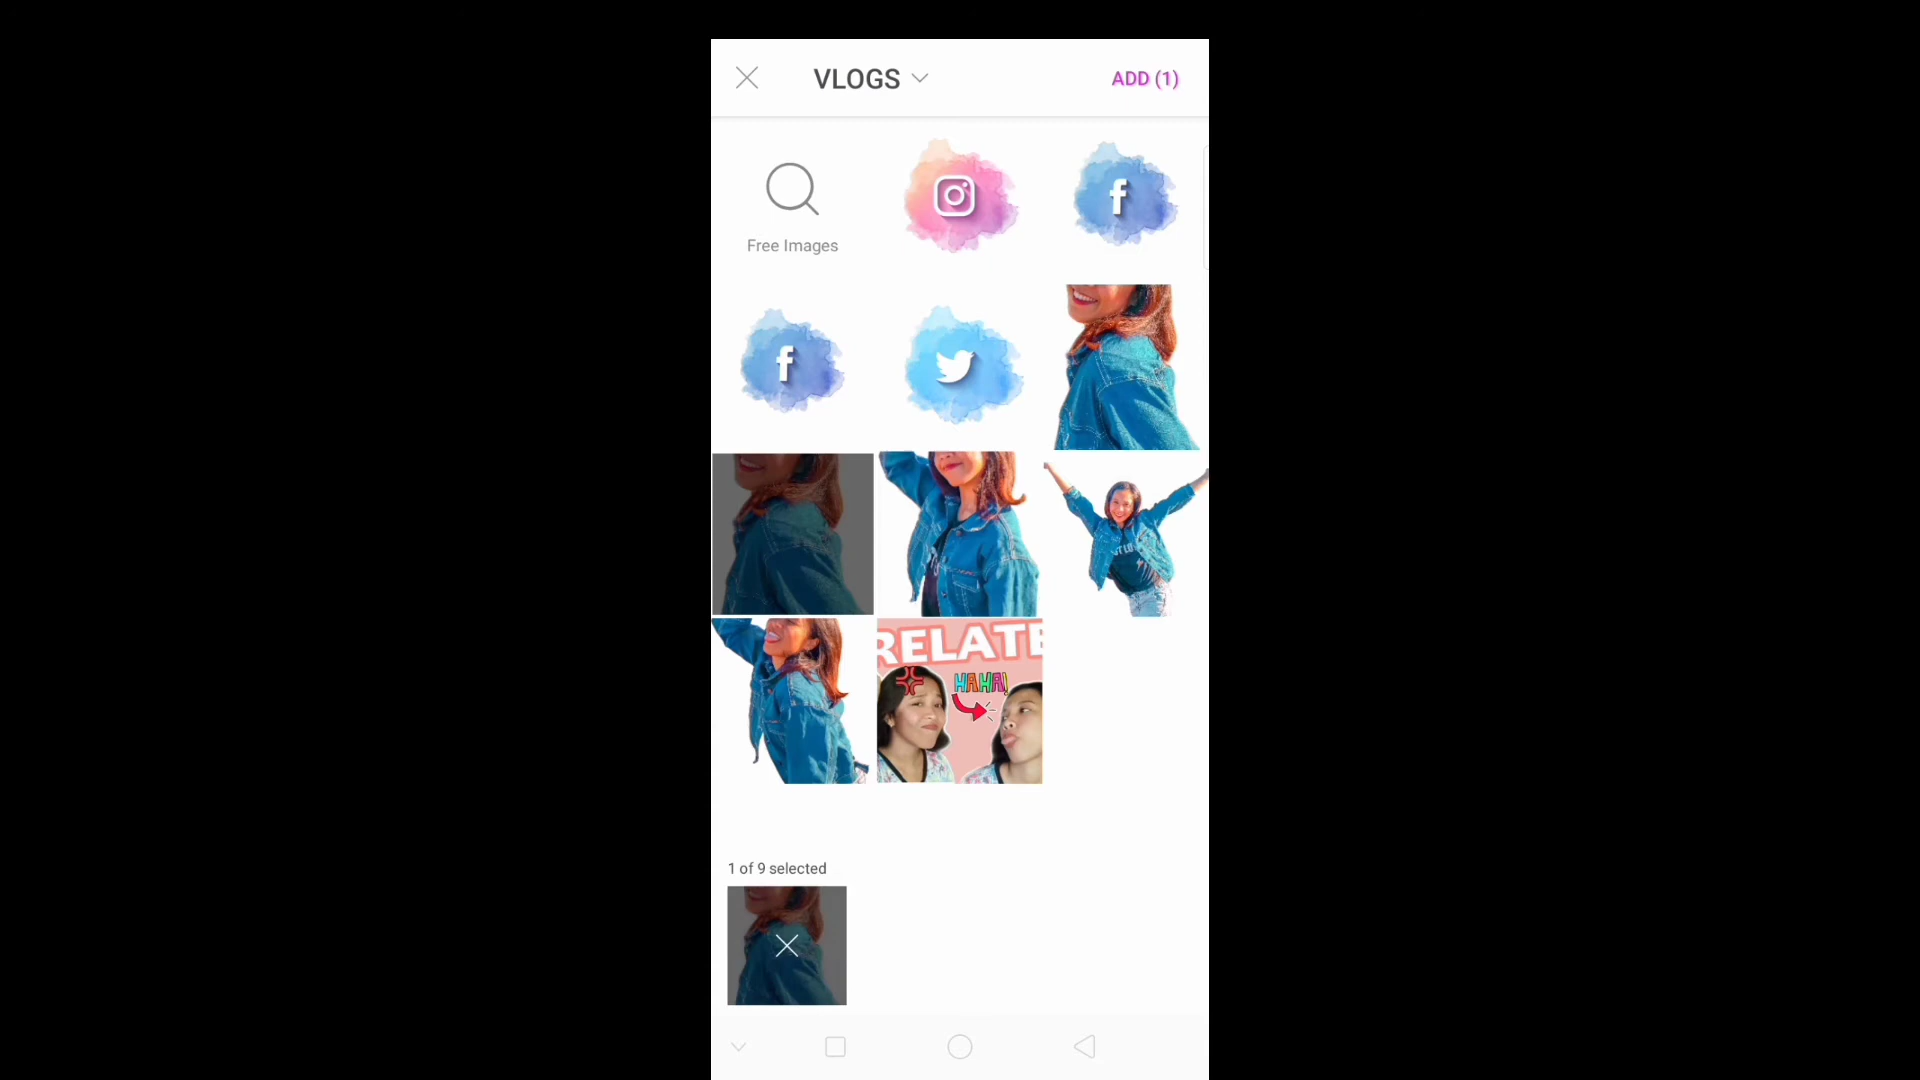 VLOGS
ADD (1)
Free Images
f
f
RELATE
HAHA!
1 of 9 selected